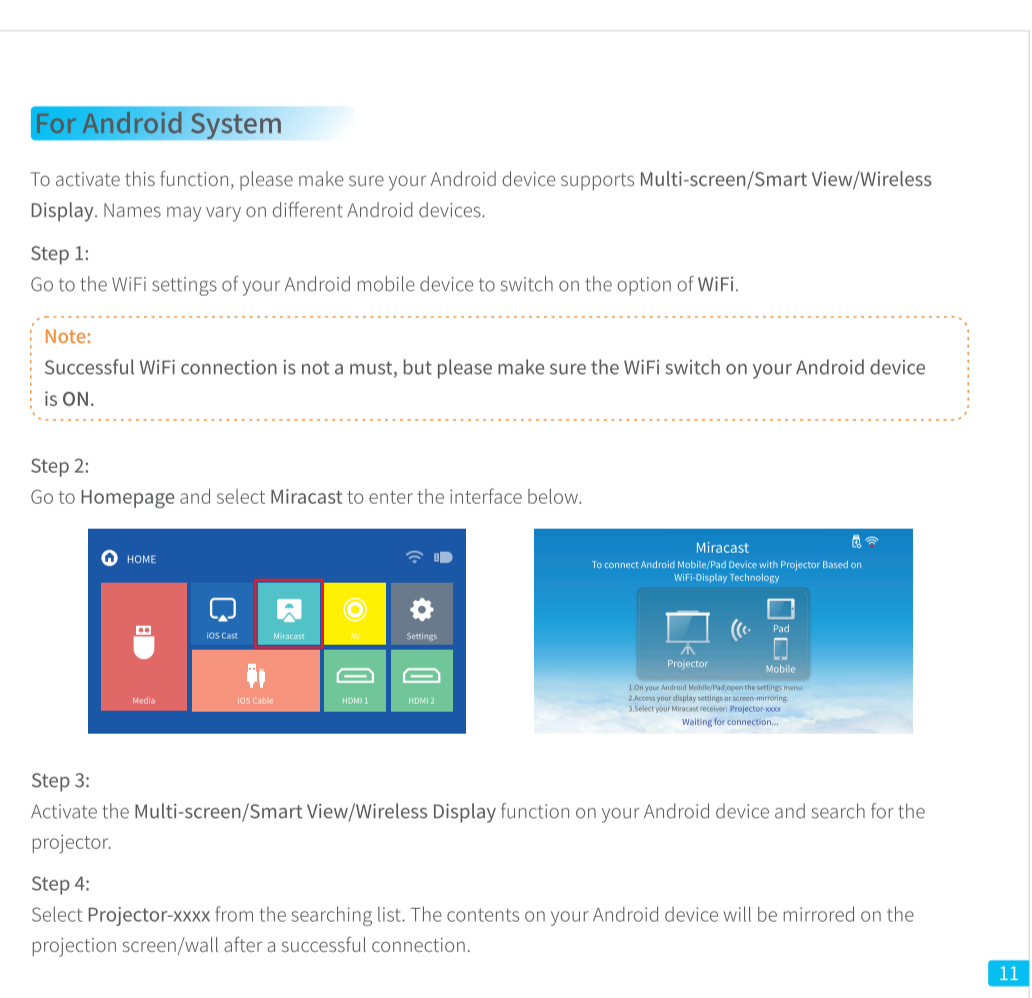 For Android System
To activate this function, please make sure your Android device supports Multi-screen/Smart View/Wireless
Display. Names may vary on different Android devices.
Step 1:
Go to the WiFi settings of your Android mobile device to switch on the option of WiFi.
Note:
Successful WiFi connection is not a must, but please make sure the WiFi switch on your Android device
is ON.
Step 2:
Go to Homepage and select Miracast to enter the interface below.
HOME
iOS Cast
Miracast
AV
Settings
Media
iOS Cable
HDMI 1
HDMI 2
Miracast
To connect Android Mobile/Pad Device with Projector Based on
WiFi-Display Technology
Pad
Projector
Mobile
1.On your Android Mobile/Pad,open the settings menu.
2.Access your display settings or screen-mirroring.
3.Select your Miracast receiver: Projector-xxxx
Waiting for connection...
Step 3:
Activate the Multi-screen/Smart View/Wireless Display function on your Android device and search for the
projector.
Step 4:
Select Projector-xxxx from the searching list. The contents on your Android device will be mirrored on the
projection screen/wall after a successful connection.
11